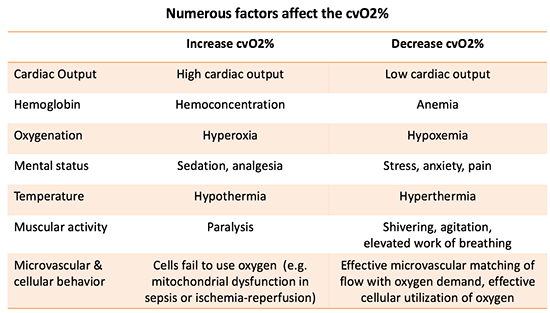 Numerous factors affect the cvO2%
Increase cvO2% Decrease cvO2%
Cardiac Output High cardiac output Low cardiac output
Hemoglobin Hemoconcentration Anemia
Oxygenation Hyperoxia Hypoxemia
Mental status Sedation, analgesia Stress, anxiety, pain
Temperature Hypothermia Hyperthermia
Muscular activity Paralysis Shivering, agitation,
elevated work of breathing
Microvascular & Cells fail to use oxygen (e.g. Effective microvascular matching of
cellular behavior mitochondrial dysfunction in flow with oxygen demand, effective
sepsis or ischemia-reperfusion) cellular utilization of oxygen